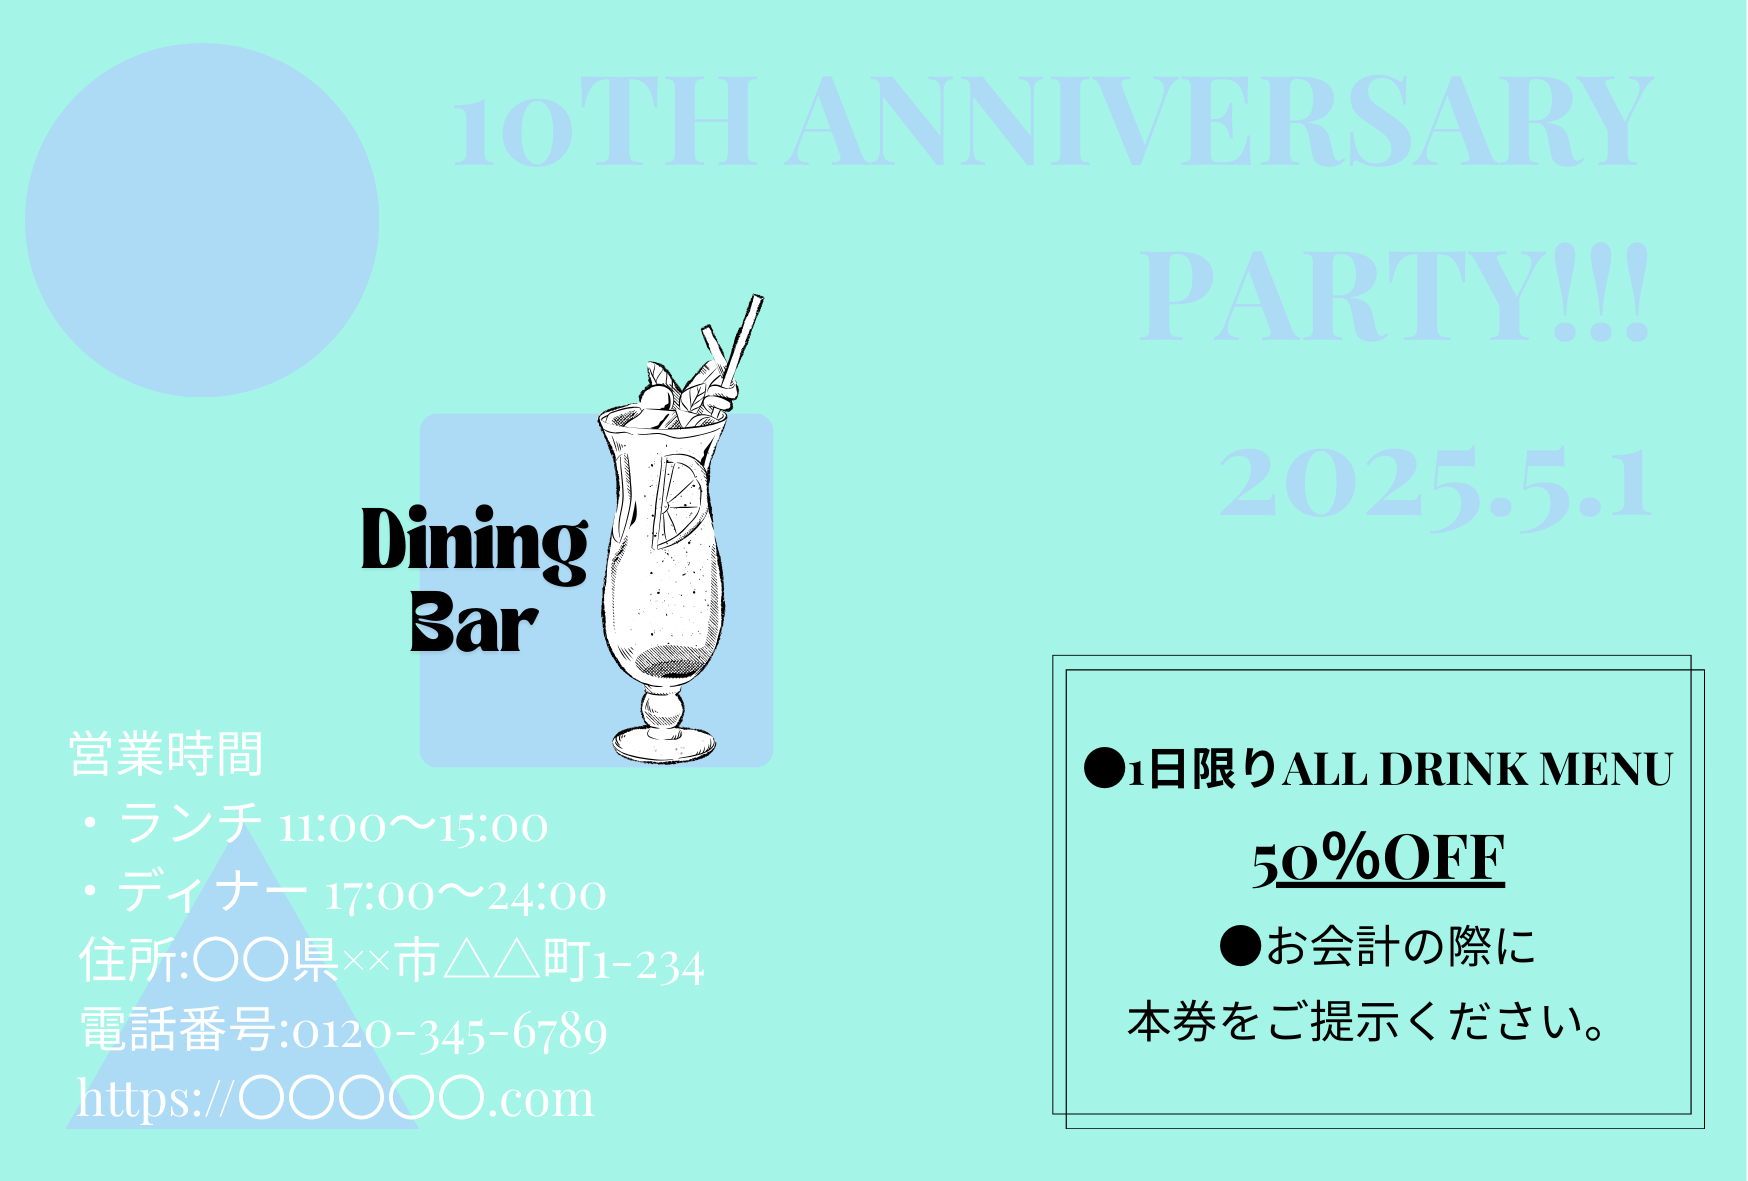 10TH ANNIVERSARY
PARTY!!!
2025.5.1
Dining
Bar
営業時間
・ランチ 11:00〜15:00
・ディナー 17:00〜24:00
住所:〇〇県××市△△町1-234
電話番号:0120-345-6789
https://〇〇〇〇〇.com
●1日限りALL DRINK MENU
50%OFF
●お会計の際に
本券をご提示ください。